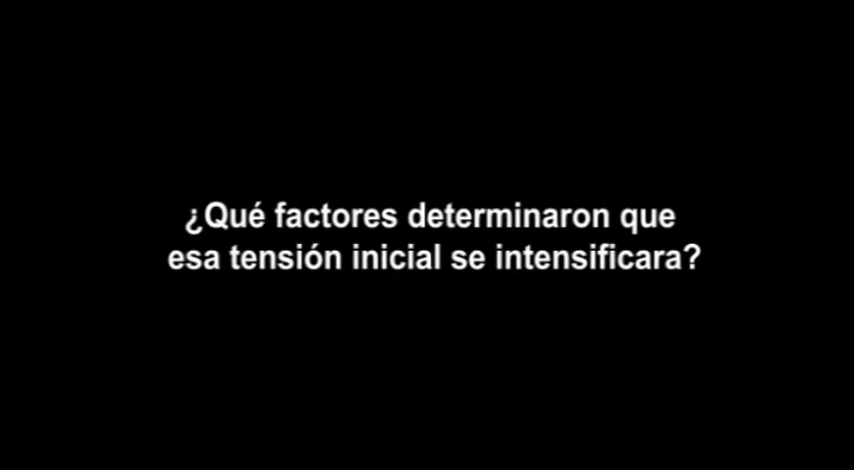 ¿Qué factores determinaron que
esa tensión inicial se intensificara?